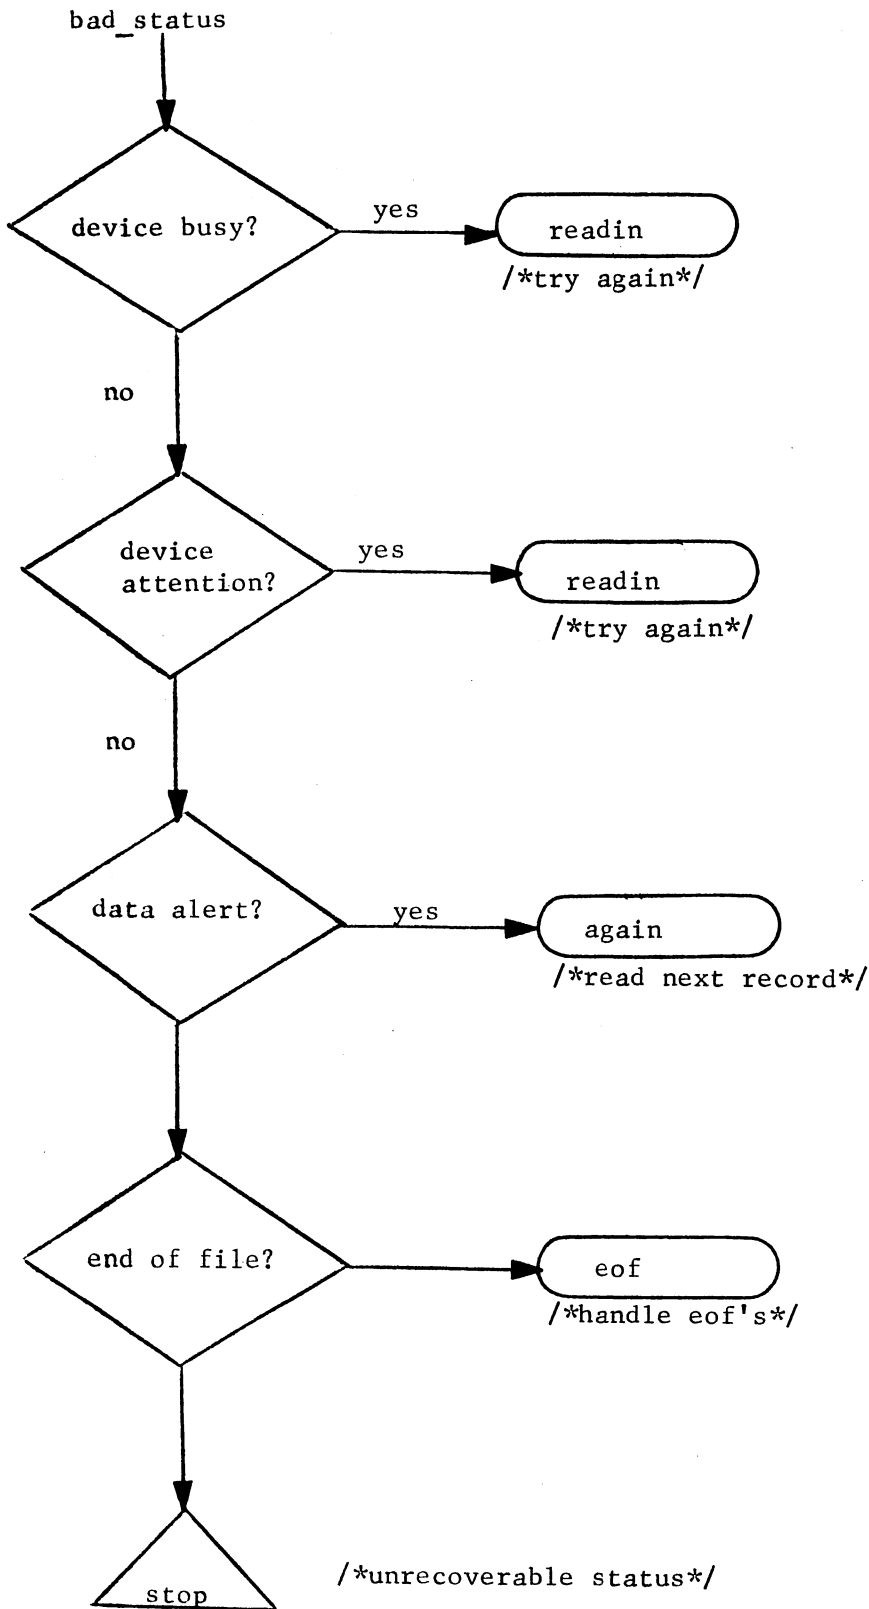 bad_status
device busy?
yes
readin
/*try again*/
no
device
attention?
yes
readin
/*try again*/
no
data alert?
yes
again
/*read next record*/
end of file?
eof
/*handle eof's*/
stop
/*unrecoverable status*/